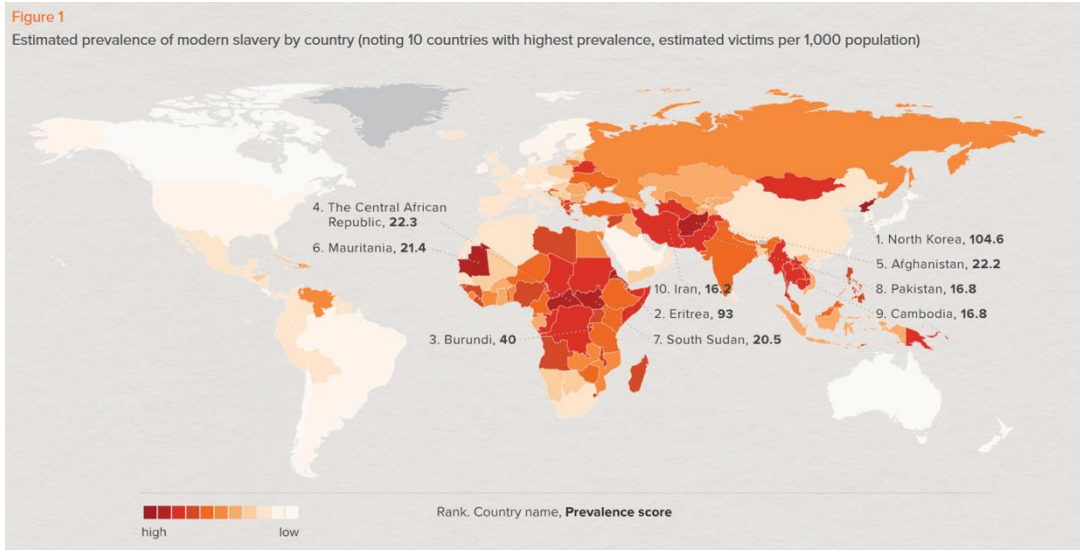 Figure 1
Estimated prevalence of modern slavery by country (noting 10 countries with highest prevalence, estimated victims per 1,000 population)
4. The Central African
Republic, 22.3
6. Mauritania, 21.4
1. North Korea, 104.6
5. Afghanistan, 22.2
10. Iran, 16.2
8. Pakistan, 16.8
2. Eritrea, 93
9. Cambodia, 16.8
3. Burundi, 40
7. South Sudan, 20.5
high
low
Rank. Country name, Prevalence score